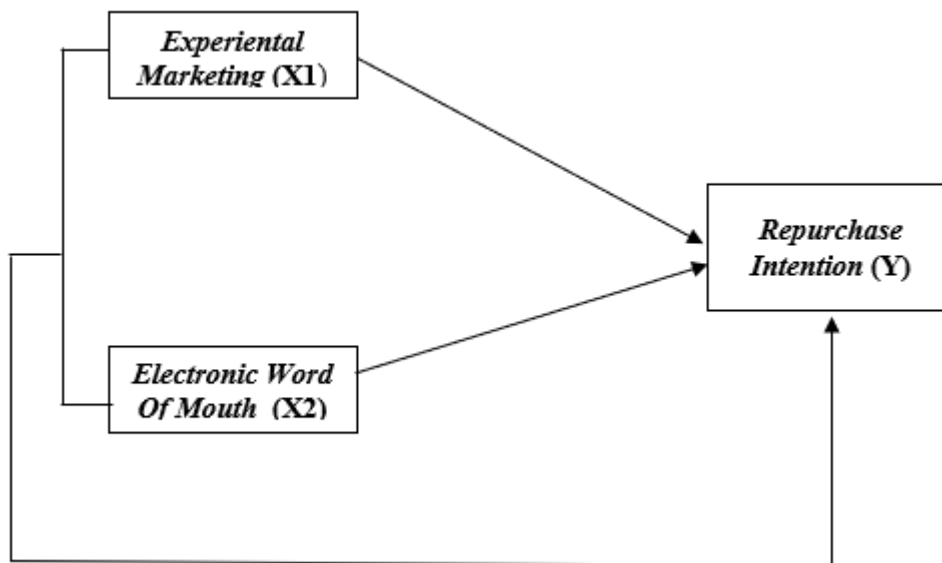 Experiental
Marketing (X1)
Repurchase
Intention (Y)
Electronic Word
Of Mouth (X2)